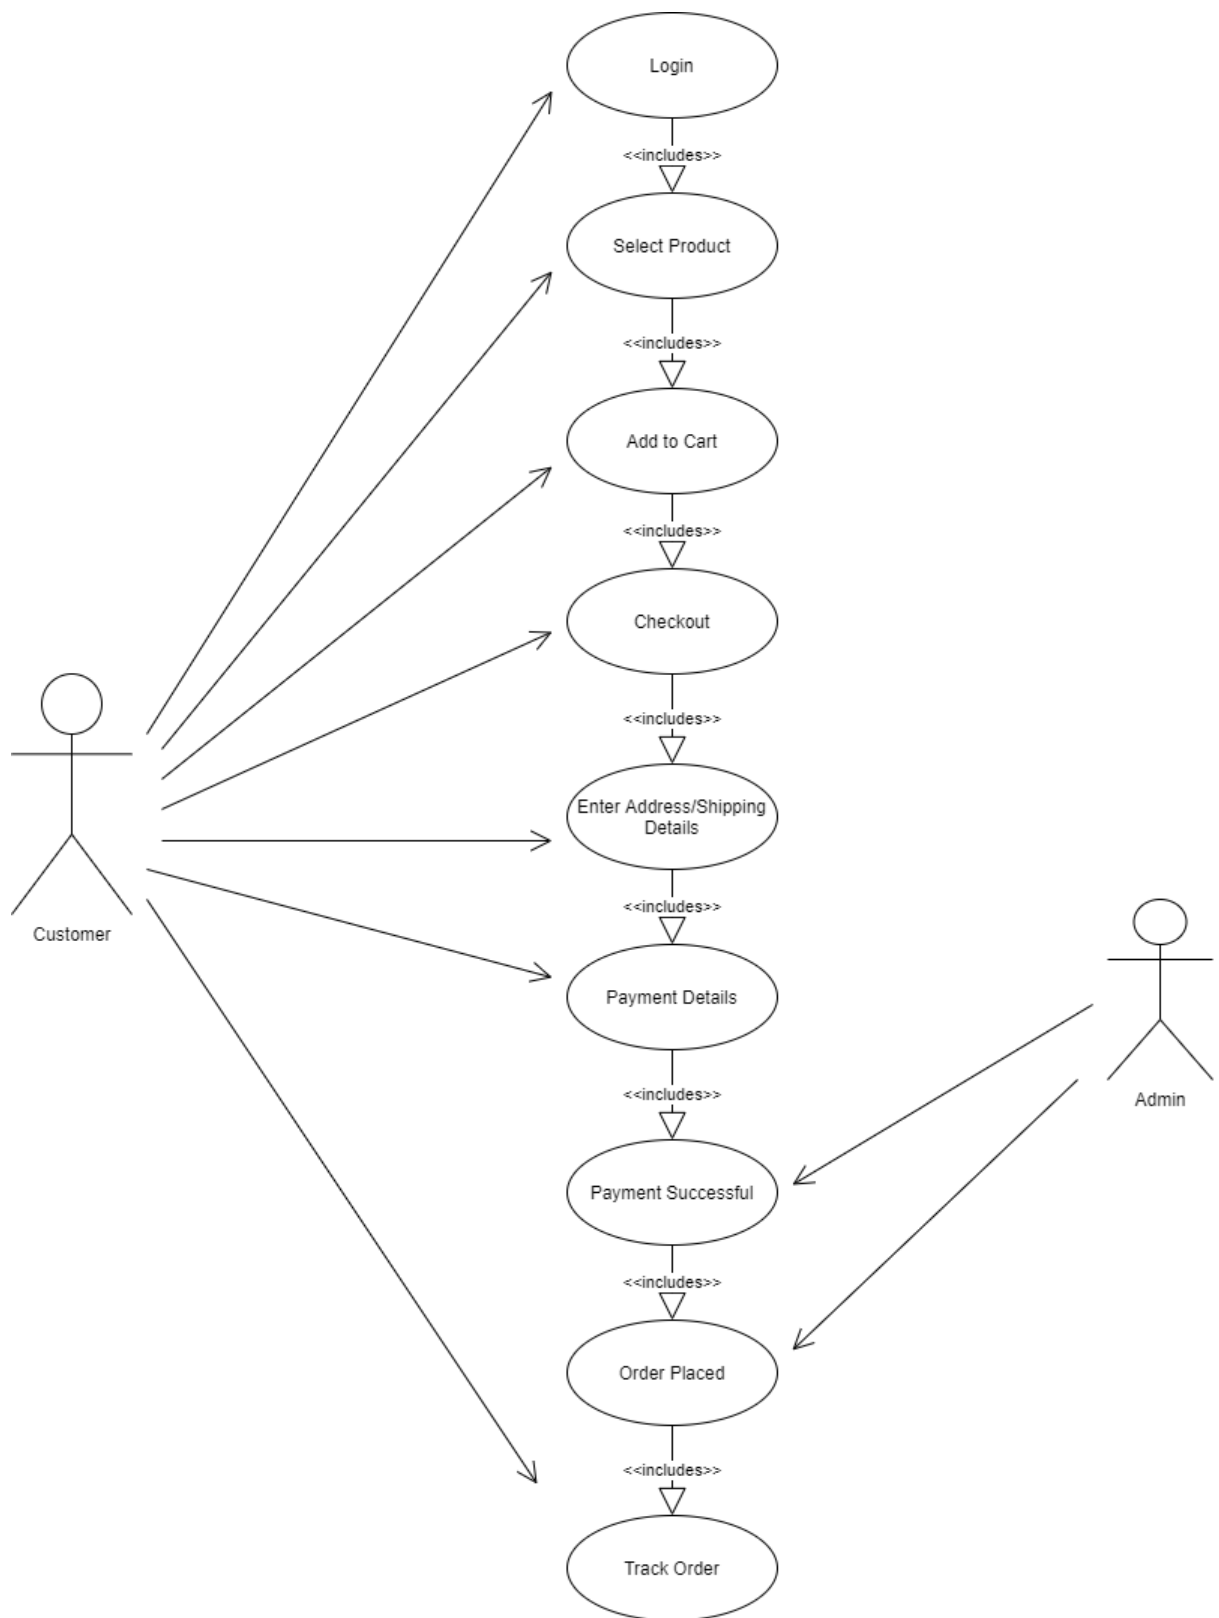 Login
<<includes>>
Select Product
<<includes>>
Add to Cart
<<includes>>
Checkout
<<includes>>
Enter Address/Shipping
Details
<<includes>>
Customer
Payment Details
<<includes>>
Admin
Payment Successful
<<includes>>
Order Placed
<<includes>>
Track Order